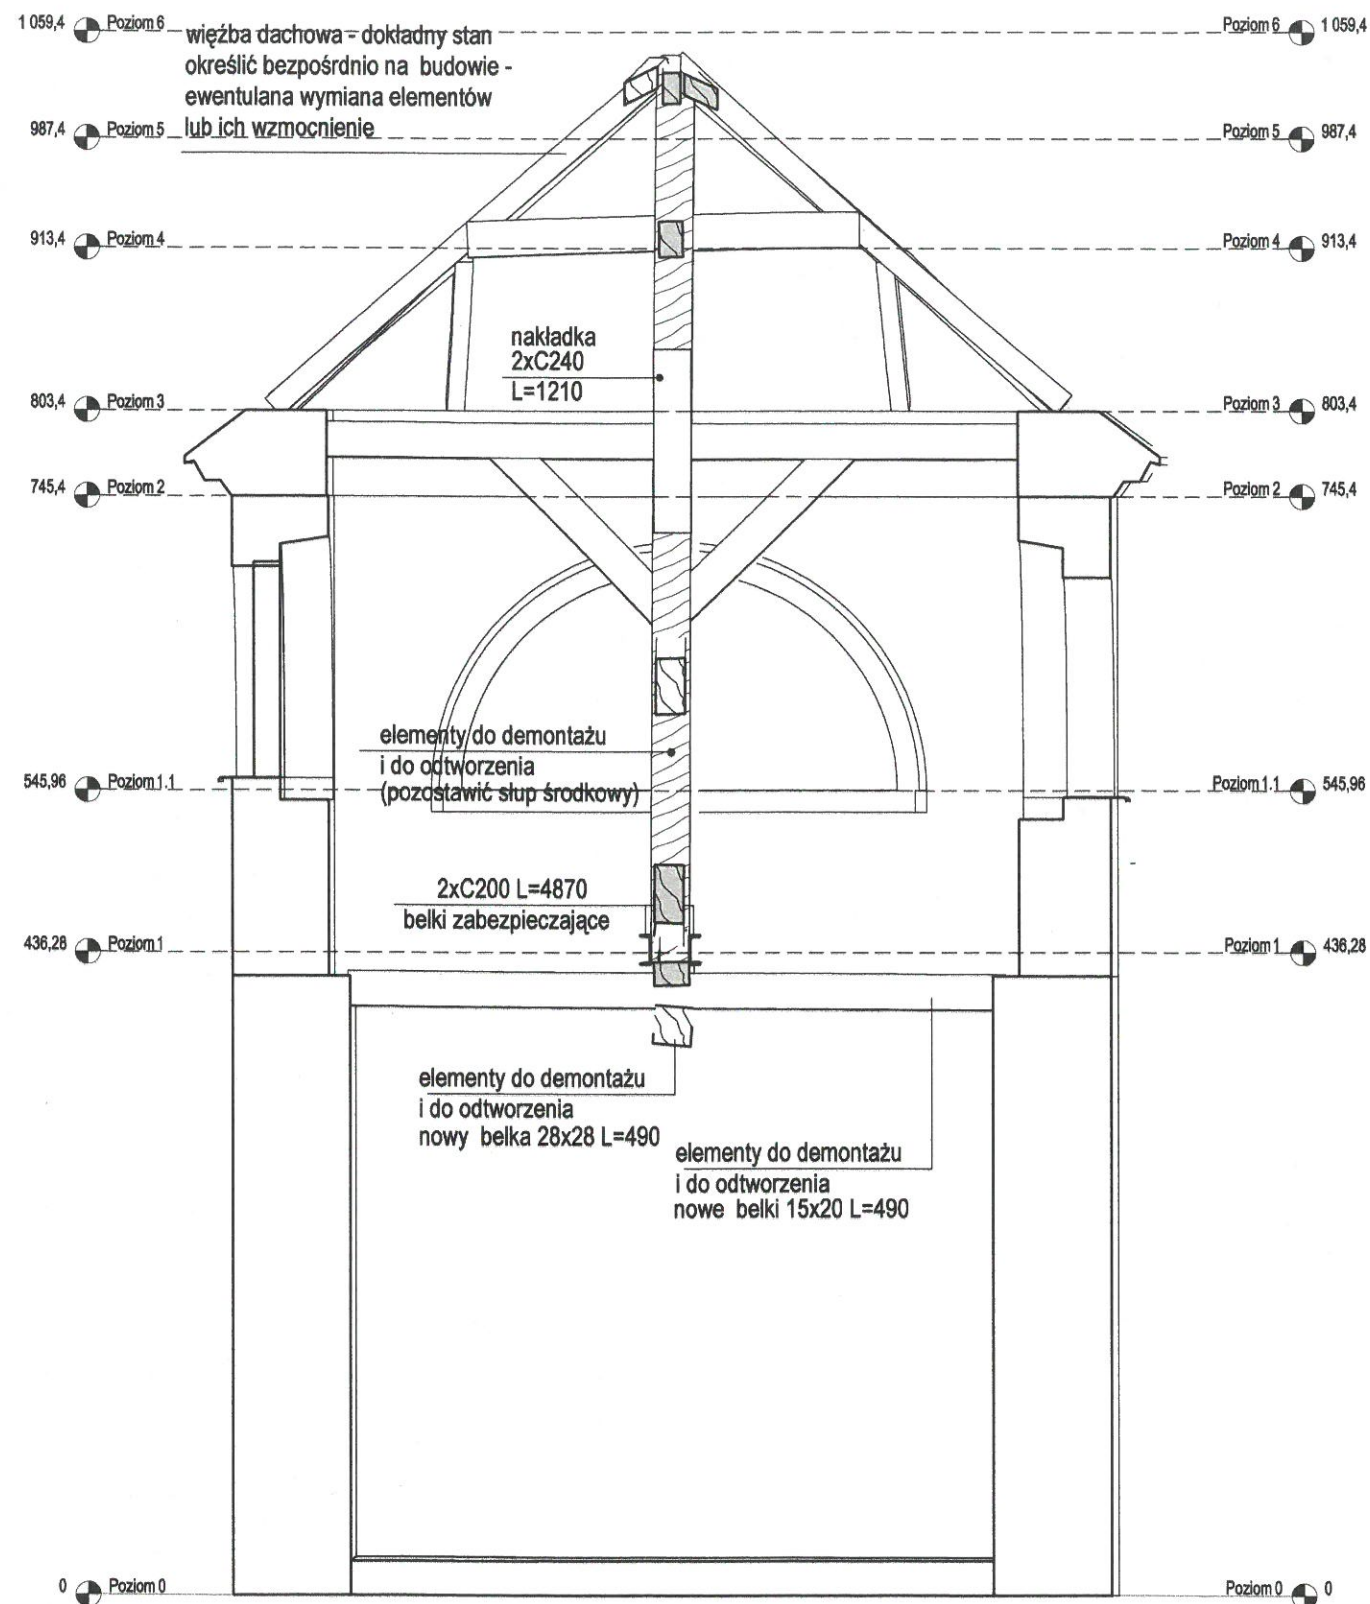 1 059,4 Poziom 6 Poziom 6 1 059,4
więźba dachowa - dokładny stan
określić bezpośrdnio na budowie -
ewentulana wymiana elementów
lub ich wzmocnienie
987,4 Poziom 5 Poziom 5 987,4
913,4 Poziom 4 Poziom 4 913,4
nakładka
2xC240
L=1210
803,4 Poziom 3 Poziom 3 803,4
745,4 Poziom 2 Poziom 2 745,4
elementy do demontażu
i do odtworzenia
(pozostawić słup środkowy)
545,96 Poziom 1.1 Poziom 1.1 545,96
2xC200 L=4870
belki zabezpieczające
436,28 Poziom 1 Poziom 1 436,28
elementy do demontażu
i do odtworzenia
nowy belka 28x28 L=490
elementy do demontażu
i do odtworzenia
nowe belki 15x20 L=490
0 Poziom 0 Poziom 0 0